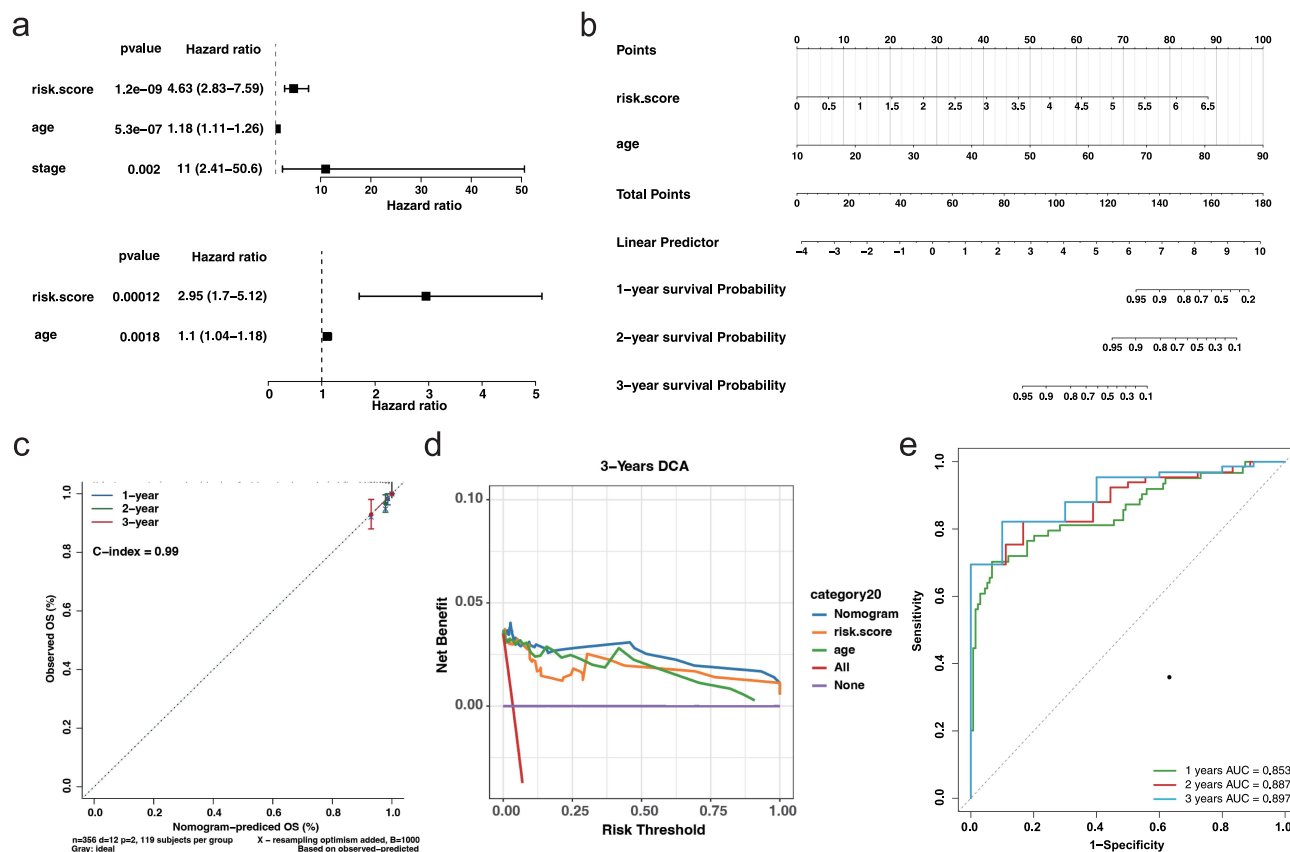 a
pvalue Hazard ratio
risk.score 1.2e−09 4.63 (2.83−7.59)
age 5.3e−07 1.18 (1.11−1.26)
stage 0.002 11 (2.41−50.6)
10 20 30 40 50
Hazard ratio
pvalue Hazard ratio
risk.score 0.00012 2.95 (1.7−5.12)
age 0.0018 1.1 (1.04−1.18)
0 1 2 3 4 5
Hazard ratio
b
Points 0 10 20 30 40 50 60 70 80 90 100
risk.score 0 0.5 1 1.5 2 2.5 3 3.5 4 4.5 5 5.5 6 6.5
age 10 20 30 40 50 60 70 80 90
Total Points 0 20 40 60 80 100 120 140 160 180
Linear Predictor −4 −3 −2 −1 0 1 2 3 4 5 6 7 8 9 10
1−year survival Probability 0.95 0.9 0.8 0.7 0.5 0.2
2−year survival Probability 0.95 0.9 0.8 0.7 0.5 0.3 0.1
3−year survival Probability 0.95 0.9 0.8 0.7 0.5 0.3 0.1
c
1−year
2−year
3−year
C−index = 0.99
Observed OS (%)
1.0
0.8
0.6
0.4
0.2
0.0
0.0 0.2 0.4 0.6 0.8 1.0
Nomogram−prediced OS (%)
n=356 d=12 p=2, 119 subjects per group X − resampling optimism added, B=1000
Gray: ideal Based on observed−predicted
d
3−Years DCA
Net Benefit
0.10
0.05
0.00
0.00 0.25 0.50 0.75 1.00
Risk Threshold
category20
Nomogram
risk.score
age
All
None
e
Sensitivity
1.0
0.8
0.6
0.4
0.2
0.0
1 years AUC = 0.853
2 years AUC = 0.887
3 years AUC = 0.897
0.0 0.2 0.4 0.6 0.8 1.0
1−Specificity